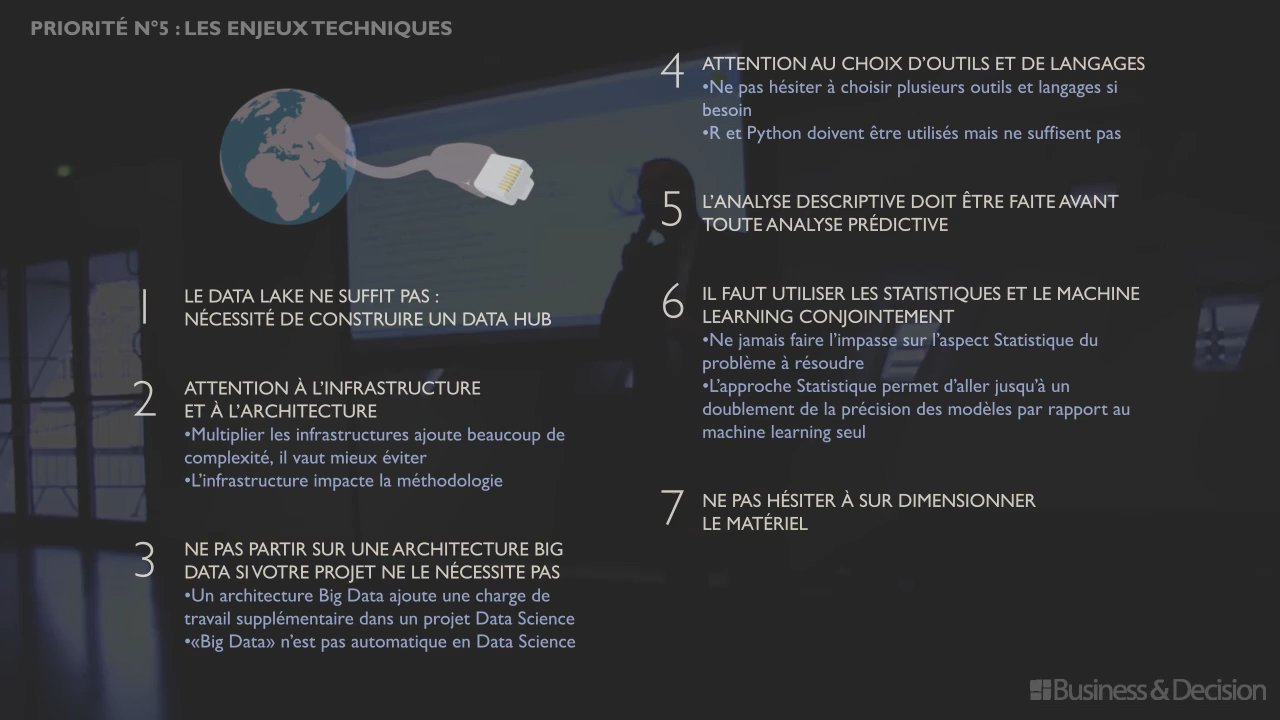 PRIORITÉ N°5 : LES ENJEUX TECHNIQUES
1
LE DATA LAKE NE SUFFIT PAS :
NÉCESSITÉ DE CONSTRUIRE UN DATA HUB
2
ATTENTION À L’INFRASTRUCTURE
ET À L’ARCHITECTURE
•Multiplier les infrastructures ajoute beaucoup de
complexité, il vaut mieux éviter
•L’infrastructure impacte la méthodologie
3
NE PAS PARTIR SUR UNE ARCHITECTURE BIG
DATA SI VOTRE PROJET NE LE NÉCESSITE PAS
•Un architecture Big Data ajoute une charge de
travail supplémentaire dans un projet Data Science
•«Big Data» n’est pas automatique en Data Science
4
ATTENTION AU CHOIX D’OUTILS ET DE LANGAGES
•Ne pas hésiter à choisir plusieurs outils et langages si
besoin
•R et Python doivent être utilisés mais ne suffisent pas
5
L’ANALYSE DESCRIPTIVE DOIT ÊTRE FAITE AVANT
TOUTE ANALYSE PRÉDICTIVE
6
IL FAUT UTILISER LES STATISTIQUES ET LE MACHINE
LEARNING CONJOINTEMENT
•Ne jamais faire l’impasse sur l’aspect Statistique du
problème à résoudre
•L’approche Statistique permet d’aller jusqu’à un
doublement de la précision des modèles par rapport au
machine learning seul
7
NE PAS HÉSITER À SUR DIMENSIONNER
LE MATÉRIEL
Business & Decision